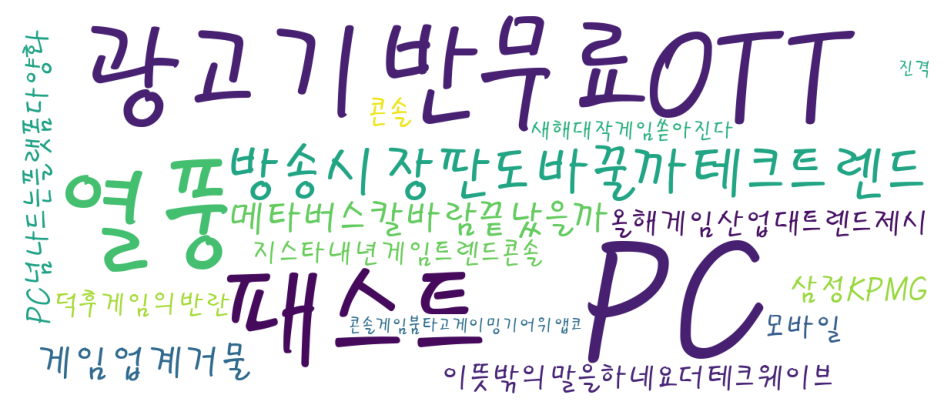 광고기반무료OTT
진격
콘솔
새해대작게임쏟아진다
PC넘나드는플랫폼다양화
열풍
방송시장판도바꿀까테크트렌드
메타버스칼바람끝났을까
올해게임산업대트렌드제시
지스타내년게임트렌드콘솔
패스트
PC
삼정KPMG
덕후게임의반란
콘솔게임붐타고게이밍기어위앱코
모바일
게임업계거물
이뜻밖의말을하네요더테크웨이브